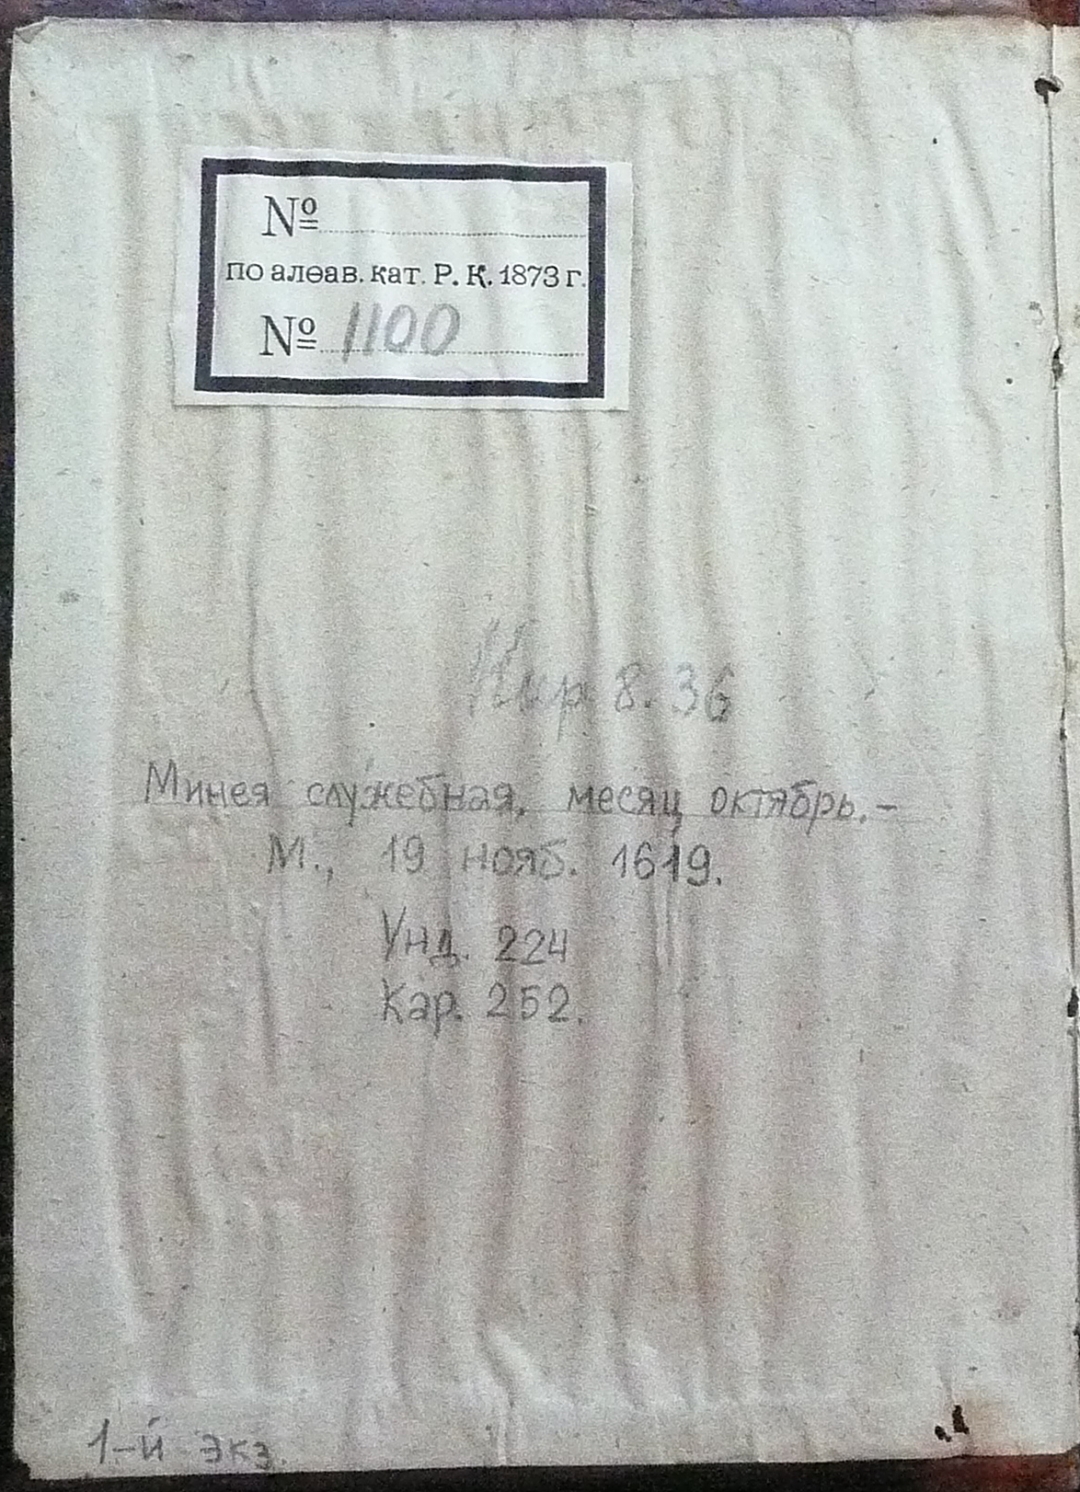 №
по алѳав. кат. Р. К. 1873 г.
№ 1100
Кир 8. 36
Минея служебная, месяц октябрь.-
М., 19 нояб. 1619.
Унд. 224
Кар. 252.
1-й экз.